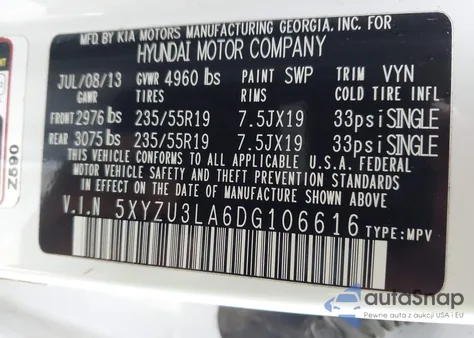 MFD. BY KIA MOTORS MANUFACTURING GEORGIA, INC. FOR
HYUNDAI MOTOR COMPANY
JUL/08/13 GVWR 4960 lbs PAINT SWP TRIM VYN
GAWR TIRES RIMS COLD TIRE INFL
FRONT 2976 lbs 235/55R19 7.5JX19 33psi SINGLE
REAR 3075 lbs 235/55R19 7.5JX19 33psi SINGLE
THIS VEHICLE CONFORMS TO ALL APPLICABLE U.S.A. FEDERAL
MOTOR VEHICLE SAFETY AND THEFT PREVENTION STANDARDS
IN EFFECT ON THE DATE OF MANUFACTURE SHOWN ABOVE.
V.I.N 5XYZU3LA6DG106616 TYPE:MPV
Z590
autoSnap
Pewne auta z aukcji USA i EU